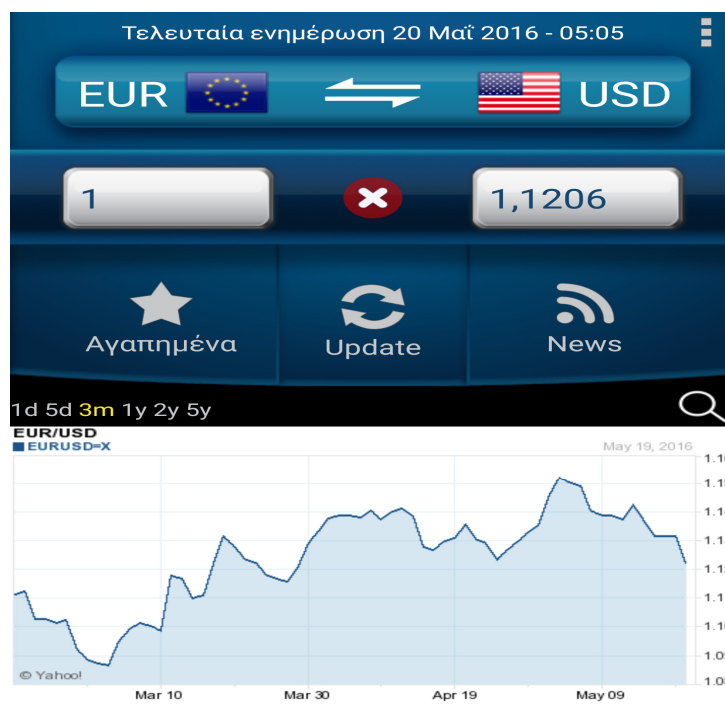 Τελευταία ενημέρωση 20 Μαΐ 2016 - 05:05
EUR USD
1 1,1206
Αγαπημένα Update News
1d 5d 3m 1y 2y 5y
EUR/USD
EURUSD=X May 19, 2016
© Yahoo!
Mar 10 Mar 30 Apr 19 May 09